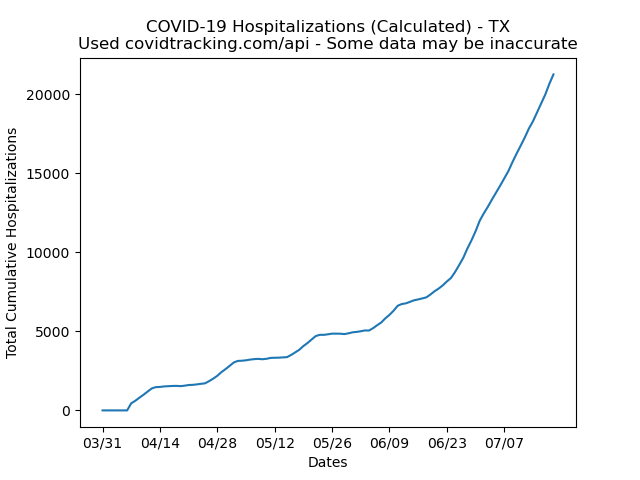 COVID-19 Hospitalizations (Calculated) - TX
Used covidtracking.com/api - Some data may be inaccurate
Total Cumulative Hospitalizations
20000
15000
10000
5000
0
03/31 04/14 04/28 05/12 05/26 06/09 06/23 07/07
Dates